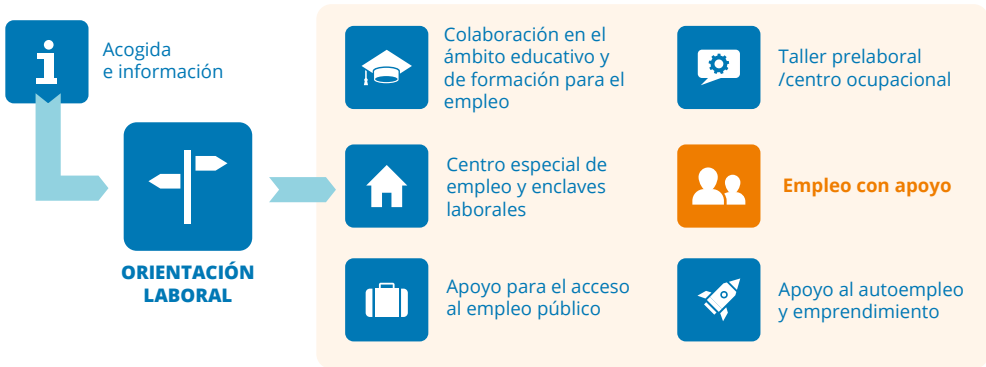 Acogida
e información
ORIENTACIÓN
LABORAL
Colaboración en el
ámbito educativo y
de formación para el
empleo
Taller prelaboral
/centro ocupacional
Centro especial de
empleo y enclaves
laborales
Empleo con apoyo
Apoyo para el acceso
al empleo público
Apoyo al autoempleo
y emprendimiento